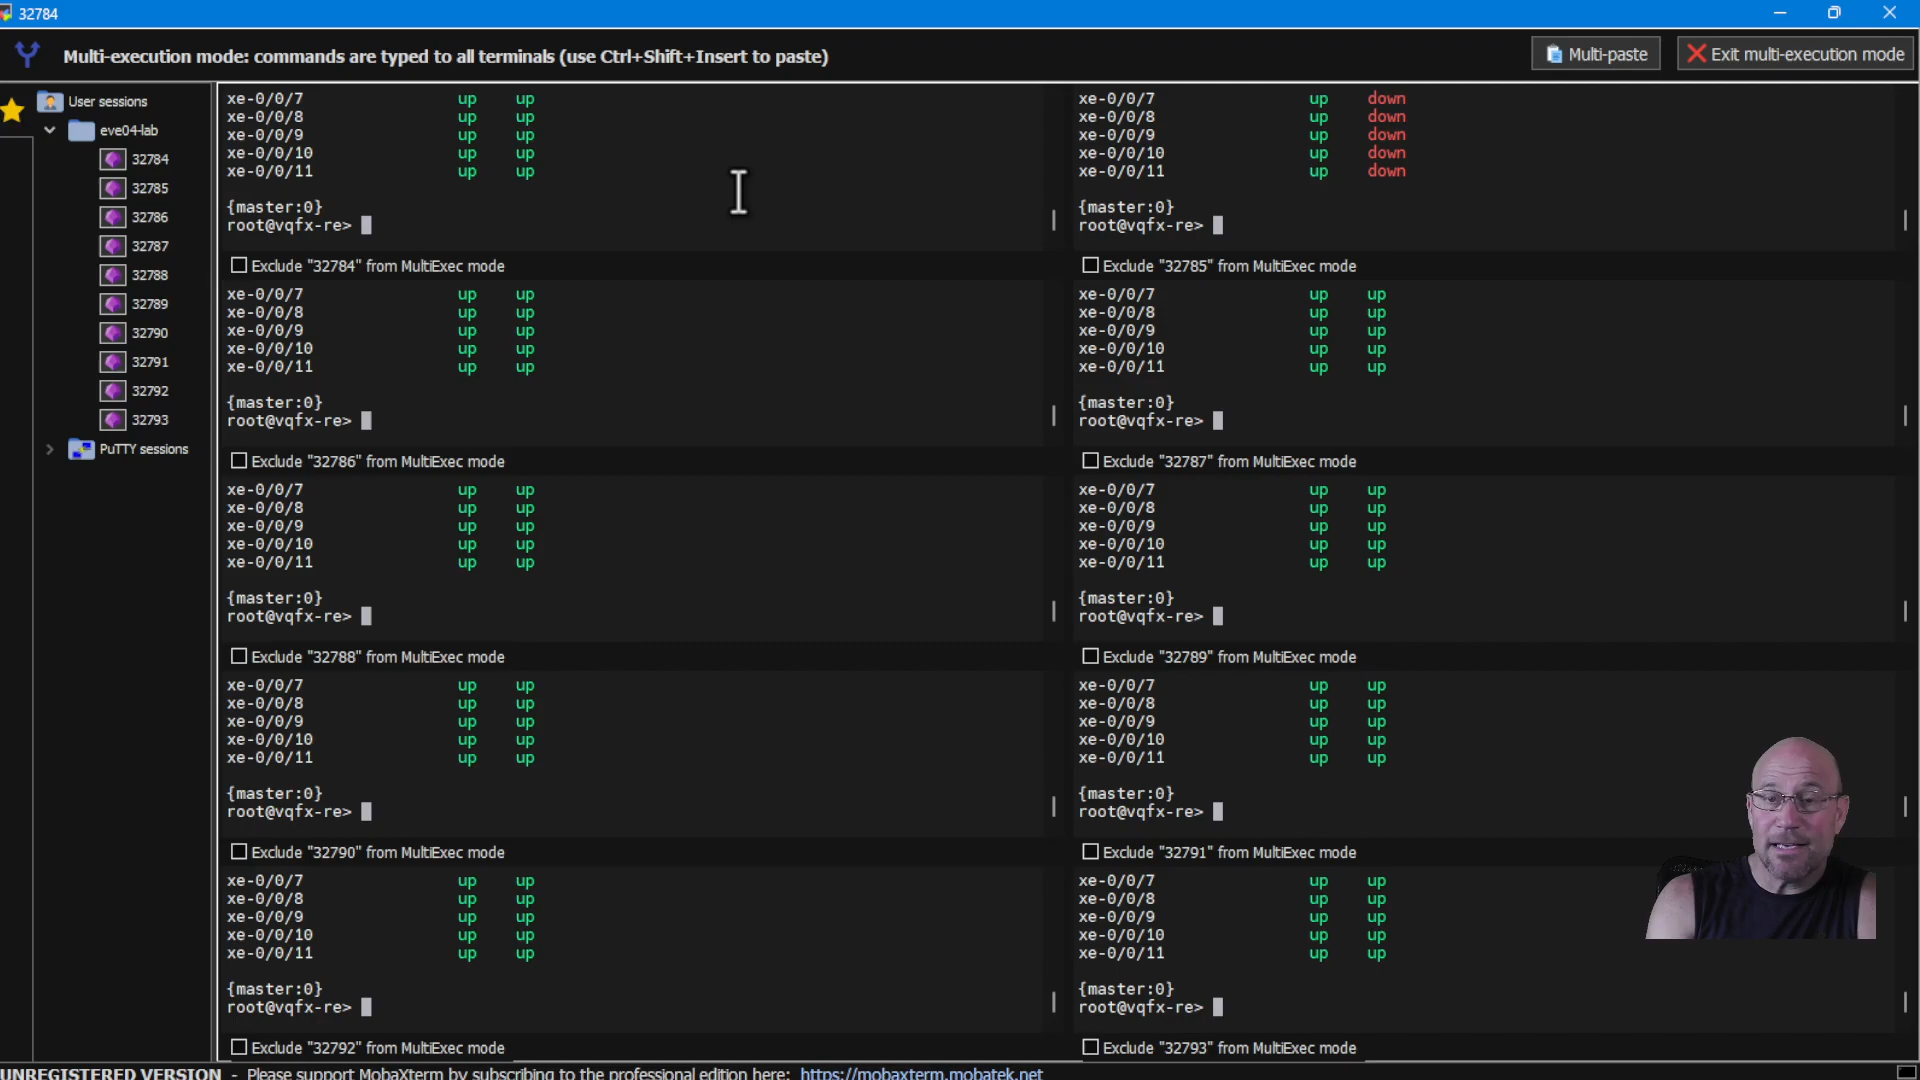 32784
Multi-execution mode: commands are typed to all terminals (use Ctrl+Shift+Insert to paste)
Multi-paste
Exit multi-execution mode
User sessions
eve04-lab
32784
32785
32786
32787
32788
32789
32790
32791
32792
32793
PuTTY sessions
xe-0/0/7 up up
xe-0/0/8 up up
xe-0/0/9 up up
xe-0/0/10 up up
xe-0/0/11 up up
{master:0}
root@vqfx-re>
Exclude "32784" from MultiExec mode
xe-0/0/7 up down
xe-0/0/8 up down
xe-0/0/9 up down
xe-0/0/10 up down
xe-0/0/11 up down
{master:0}
root@vqfx-re>
Exclude "32785" from MultiExec mode
xe-0/0/7 up up
xe-0/0/8 up up
xe-0/0/9 up up
xe-0/0/10 up up
xe-0/0/11 up up
{master:0}
root@vqfx-re>
Exclude "32786" from MultiExec mode
xe-0/0/7 up up
xe-0/0/8 up up
xe-0/0/9 up up
xe-0/0/10 up up
xe-0/0/11 up up
{master:0}
root@vqfx-re>
Exclude "32787" from MultiExec mode
xe-0/0/7 up up
xe-0/0/8 up up
xe-0/0/9 up up
xe-0/0/10 up up
xe-0/0/11 up up
{master:0}
root@vqfx-re>
Exclude "32788" from MultiExec mode
xe-0/0/7 up up
xe-0/0/8 up up
xe-0/0/9 up up
xe-0/0/10 up up
xe-0/0/11 up up
{master:0}
root@vqfx-re>
Exclude "32789" from MultiExec mode
xe-0/0/7 up up
xe-0/0/8 up up
xe-0/0/9 up up
xe-0/0/10 up up
xe-0/0/11 up up
{master:0}
root@vqfx-re>
Exclude "32790" from MultiExec mode
xe-0/0/7 up up
xe-0/0/8 up up
xe-0/0/9 up up
xe-0/0/10 up up
xe-0/0/11 up up
{master:0}
root@vqfx-re>
Exclude "32791" from MultiExec mode
xe-0/0/7 up up
xe-0/0/8 up up
xe-0/0/9 up up
xe-0/0/10 up up
xe-0/0/11 up up
{master:0}
root@vqfx-re>
Exclude "32792" from MultiExec mode
xe-0/0/7 up up
xe-0/0/8 up up
xe-0/0/9 up up
xe-0/0/10 up up
xe-0/0/11 up up
{master:0}
root@vqfx-re>
Exclude "32793" from MultiExec mode
UNREGISTERED VERSION - Please support MobaXterm by subscribing to the professional edition here: https://mobaxterm.mobatek.net